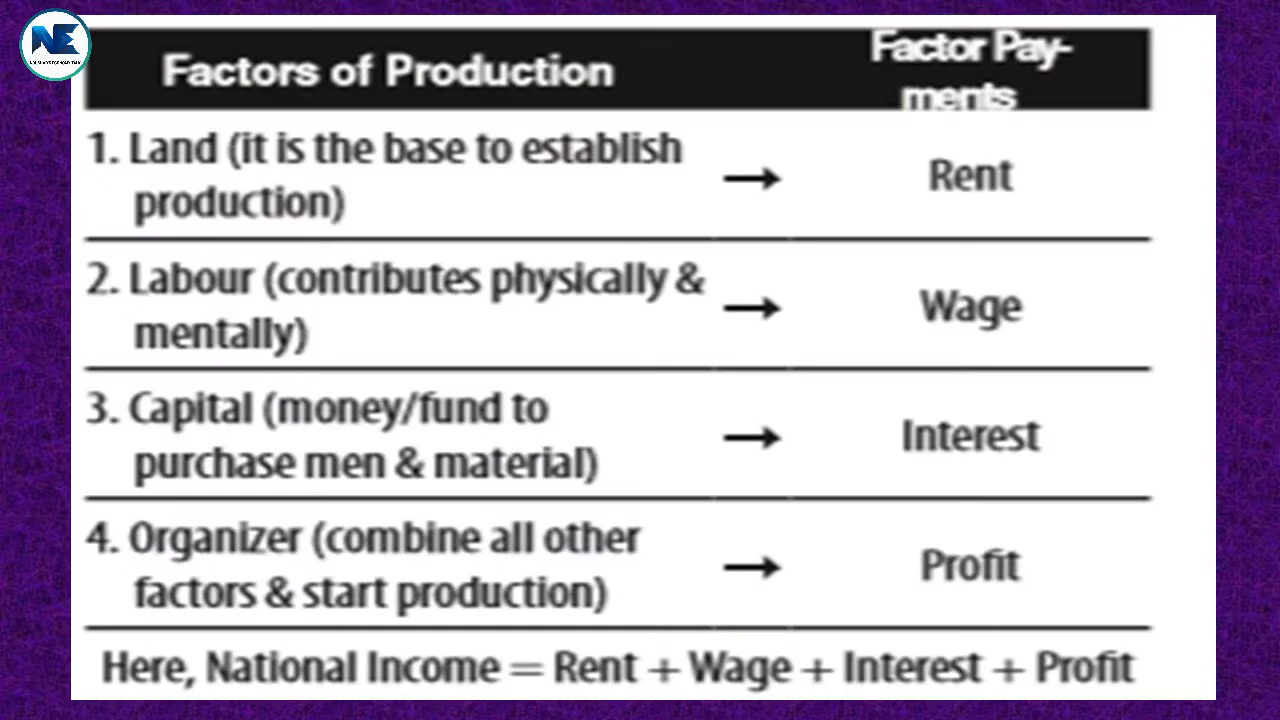 Factors of Production
Factor Pay-
ments
1. Land (it is the base to establish
production)
→
Rent
2. Labour (contributes physically &
mentally)
→
Wage
3. Capital (money/fund to
purchase men & material)
→
Interest
4. Organizer (combine all other
factors & start production)
→
Profit
Here, National Income = Rent + Wage + Interest + Profit
NE